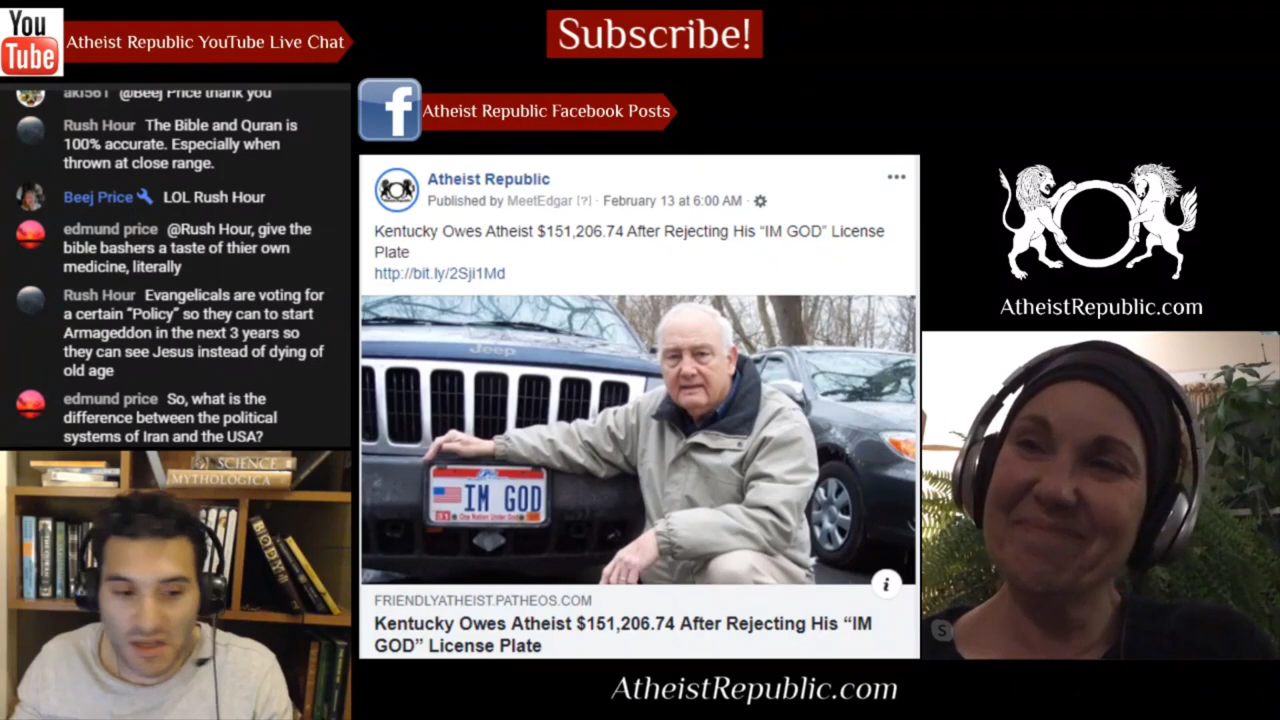 You
Tube
Atheist Republic YouTube Live Chat
Subscribe!
aki561 @Beej Price thank you
Rush Hour The Bible and Quran is
100% accurate. Especially when
thrown at close range.
Beej Price LOL Rush Hour
edmund price @Rush Hour, give the
bible bashers a taste of thier own
medicine, literally
Rush Hour Evangelicals are voting for
a certain “Policy” so they can to start
Armageddon in the next 3 years so
they can see Jesus instead of dying of
old age
edmund price So, what is the
difference between the political
systems of Iran and the USA?
f
Atheist Republic Facebook Posts
Atheist Republic
Published by MeetEdgar [?] · February 13 at 6:00 AM ·
Kentucky Owes Atheist $151,206.74 After Rejecting His “IM GOD” License
Plate
http://bit.ly/2Sji1Md
Jeep
IM GOD
One Nation Under God
i
FRIENDLYATHEIST.PATHEOS.COM
Kentucky Owes Atheist $151,206.74 After Rejecting His “IM
GOD” License Plate
AtheistRepublic.com
SCIENCE
MYTHOLOGICA
BODY
S
AtheistRepublic.com